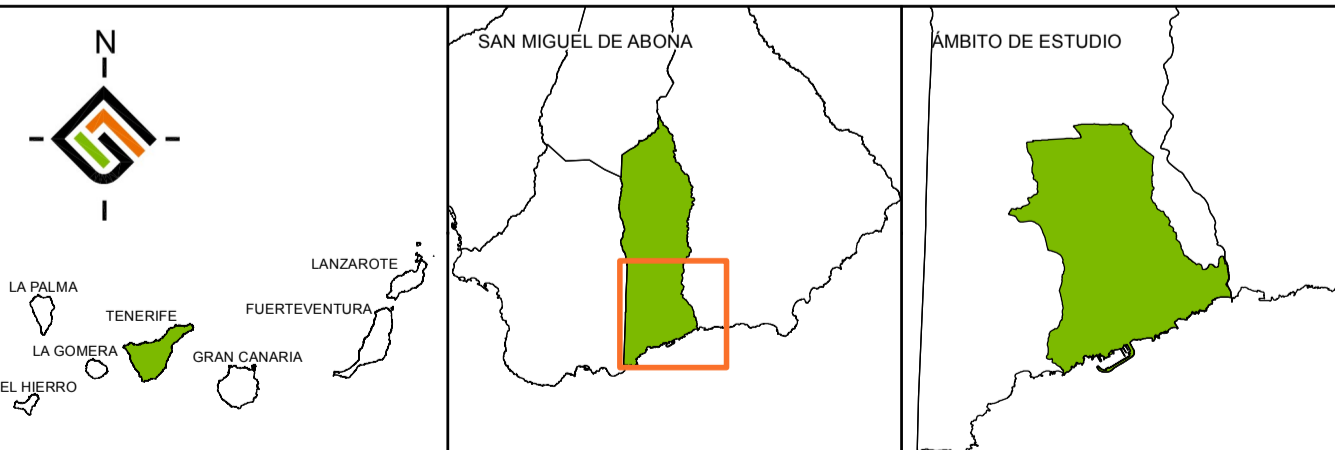 N
LANZAROTE
LA PALMA
FUERTEVENTURA
TENERIFE
LA GOMERA
GRAN CANARIA
EL HIERRO
SAN MIGUEL DE ABONA
ÁMBITO DE ESTUDIO